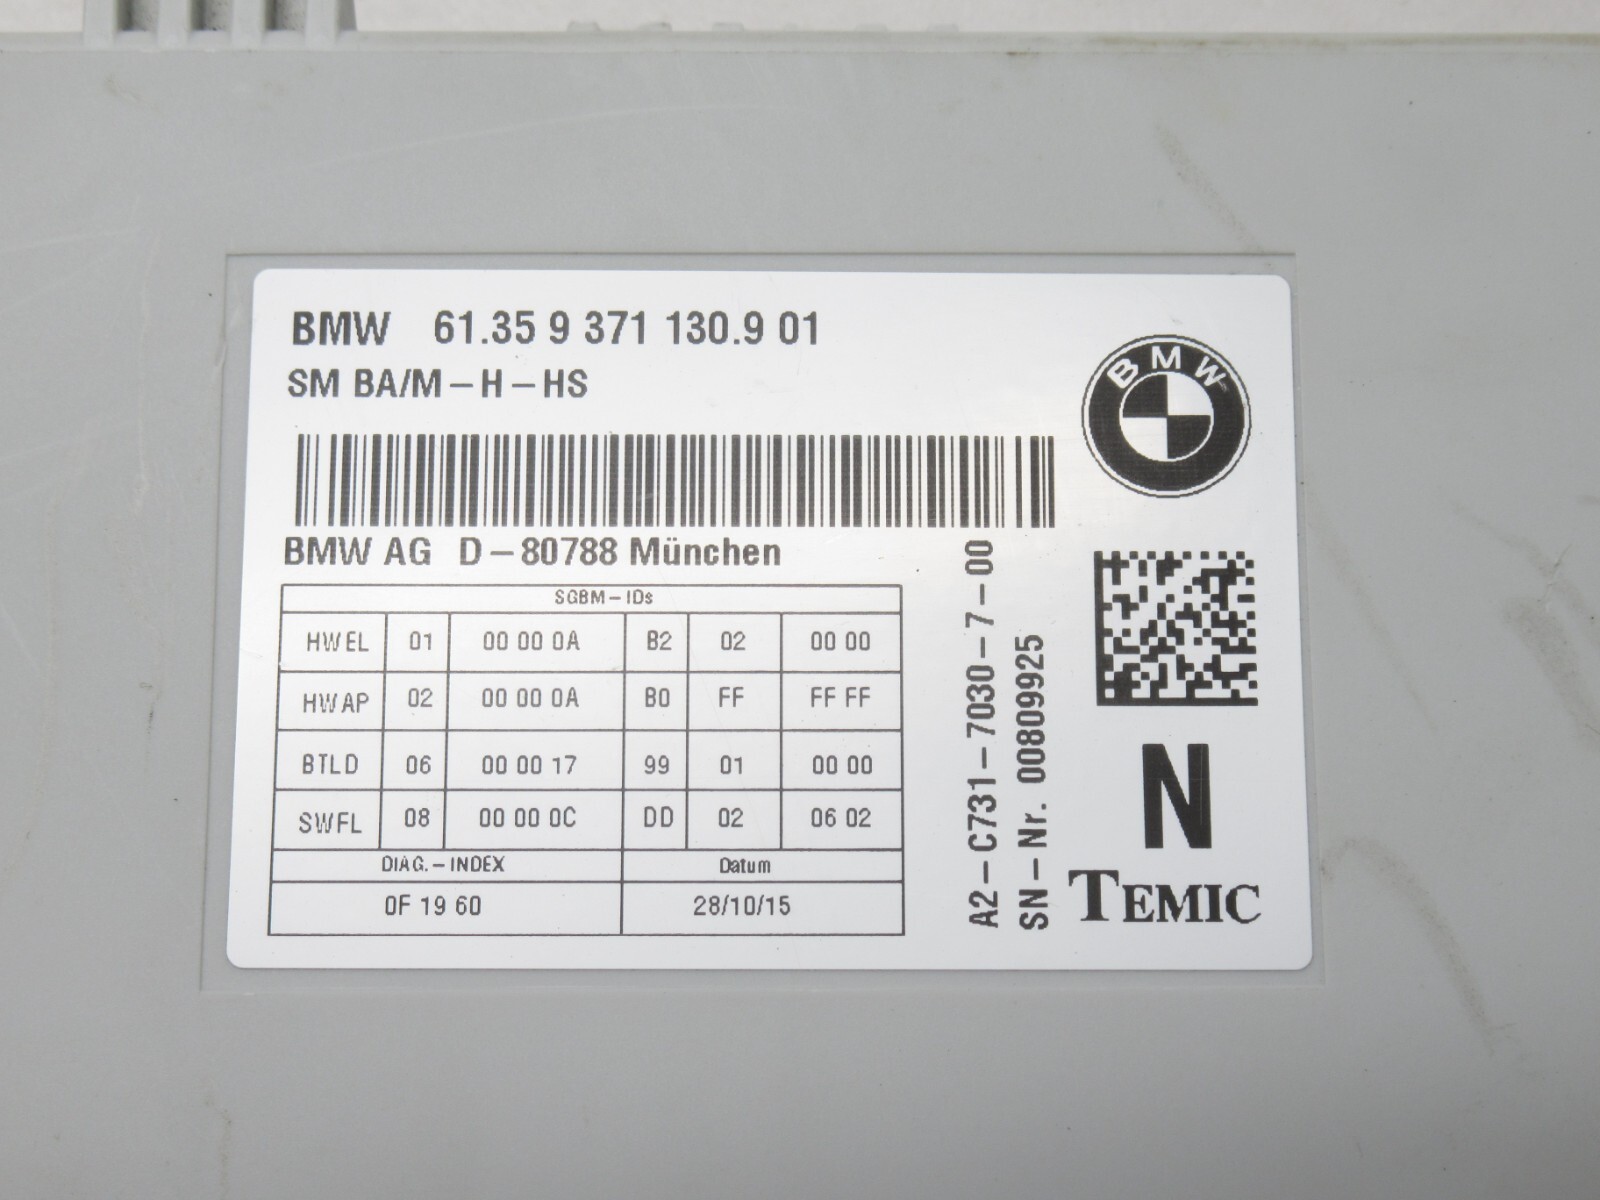 BMW 61.35 9 371 130.9 01
SM BA/M-H-HS
BMW
BMW AG D-80788 München
SGBM-IDs
HWEL 01 00 00 0A B2 02 00 00
HWAP 02 00 00 0A B0 FF FF FF
BTLD 06 00 00 17 99 01 00 00
SWFL 08 00 00 0C DD 02 06 02
DIAG.-INDEX Datum
0F 19 60 28/10/15
A2-C731-7030-7-00
SN-Nr. 00809925
N
TEMIC